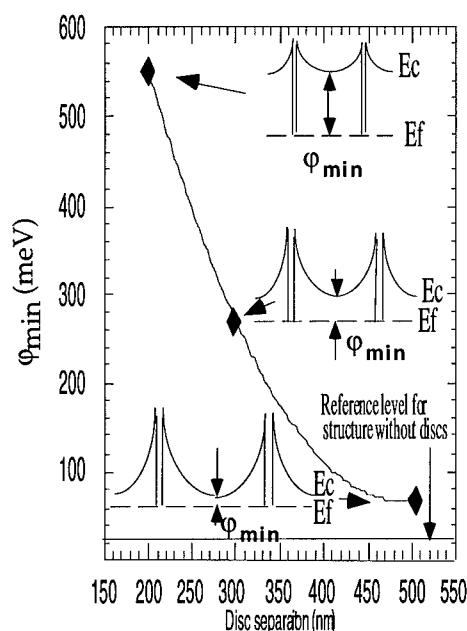 600
500
400
300
200
100
φmin (meV)
Ec
Ef
φmin
Ec
Ef
φmin
Reference level for
structure without discs
Ec
Ef
φmin
150 200 250 300 350 400 450 500 550
Disc separaibn (nm)